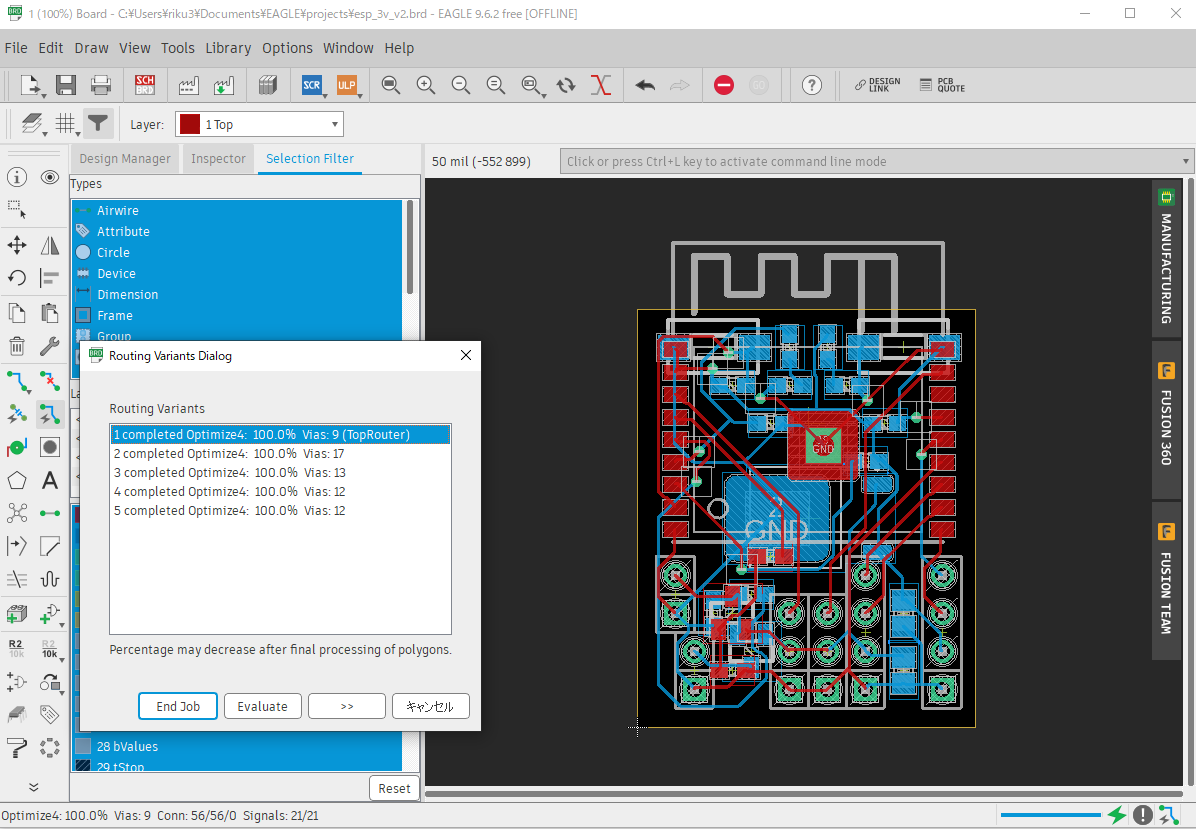 1 (100%) Board - C:¥Users¥riku3¥Documents¥EAGLE¥projects¥esp_3v_v2.brd - EAGLE 9.6.2 free [OFFLINE]
File Edit Draw View Tools Library Options Window Help
SCH
BRD
SCR
ULP
GO
DESIGN
LINK
PCB
QUOTE
Layer: 1 Top
Design Manager Inspector Selection Filter
50 mil (-552 899)
Click or press Ctrl+L key to activate command line mode
Types
Airwire
Attribute
Circle
Device
Dimension
Frame
Group
BRD
Routing Variants Dialog
Routing Variants
1 completed Optimize4: 100.0% Vias: 9 (TopRouter)
2 completed Optimize4: 100.0% Vias: 17
3 completed Optimize4: 100.0% Vias: 13
4 completed Optimize4: 100.0% Vias: 12
5 completed Optimize4: 100.0% Vias: 12
Percentage may decrease after final processing of polygons.
End Job Evaluate >> キャンセル
La
R2
10k
R2
10k
28 bValues
29 tStop
Reset
GND
GND
MANUFACTURING
FUSION 360
FUSION TEAM
Optimize4: 100.0% Vias: 9 Conn: 56/56/0 Signals: 21/21